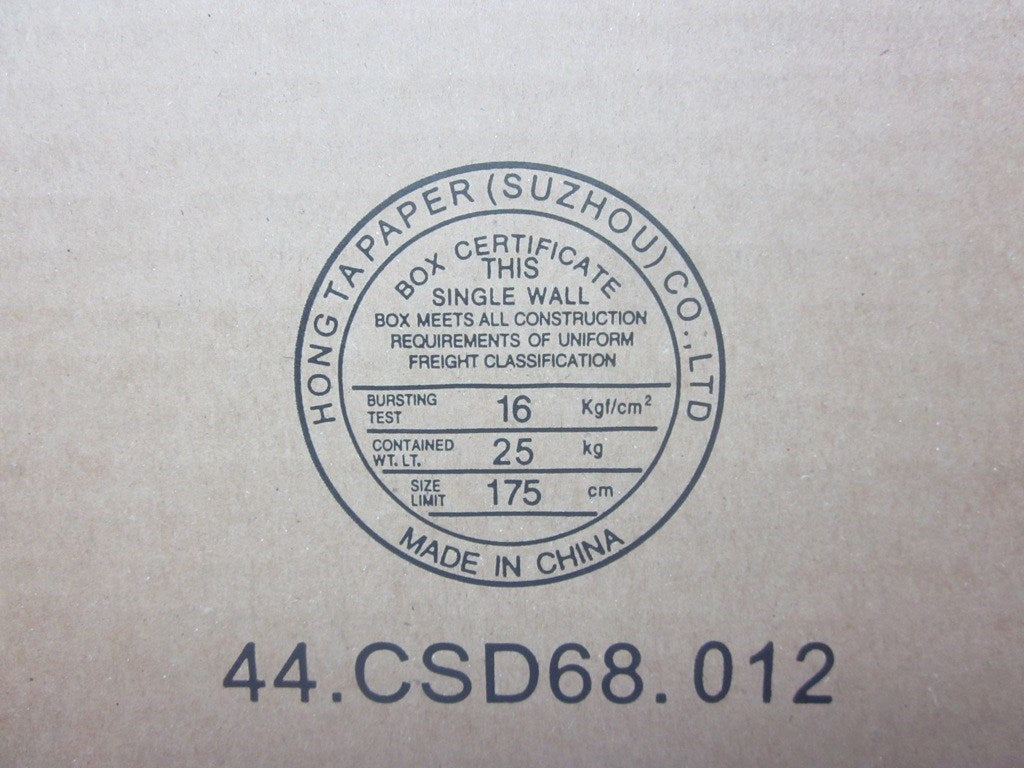 HONG TA PAPER (SUZHOU) CO.,LTD
BOX CERTIFICATE
THIS
SINGLE WALL
BOX MEETS ALL CONSTRUCTION
REQUIREMENTS OF UNIFORM
FREIGHT CLASSIFICATION
BURSTING TEST 16 Kgf/cm²
CONTAINED WT. LT. 25 kg
SIZE LIMIT 175 cm
MADE IN CHINA
44.CSD68.012